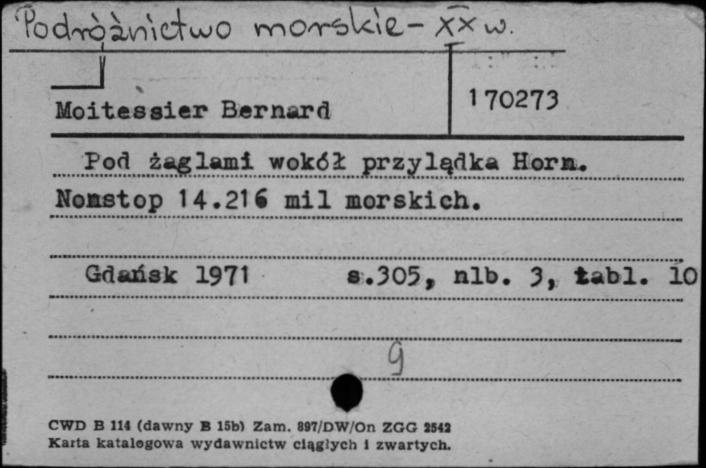 Podróżnictwo morskie - XX w.
Moitessier Bernard
170273
Pod żaglami wokół przylądka Horn.
Nonstop 14.216 mil morskich.
Gdańsk 1971 s.305, nlb. 3, tabl. 10
9
CWD B 114 (dawny B 15b) Zam. 897/DW/On ZGG 2542
Karta katalogowa wydawnictw ciągłych i zwartych.